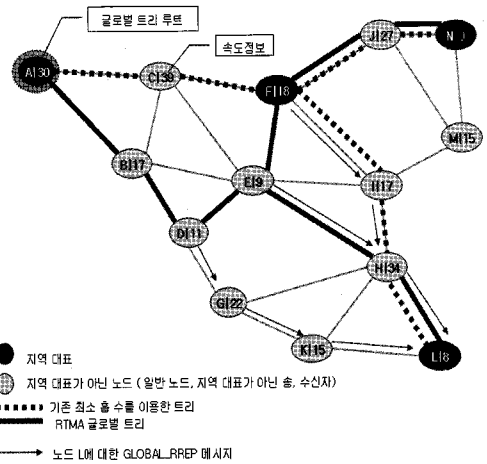 글로벌 트리 루트
속도정보
A|30
C|39
F|18
J|27
M|15
B|17
E|9
I|17
D|11
H|34
G|22
K|15
L|8
지역 대표
지역 대표가 아닌 노드 ( 일반 노드, 지역 대표가 아닌 송, 수신자)
기존 최소 홉 수를 이용한 트리
RTMA 글로벌 트리
노드 L에 대한 GLOBAL_RREP 메시지